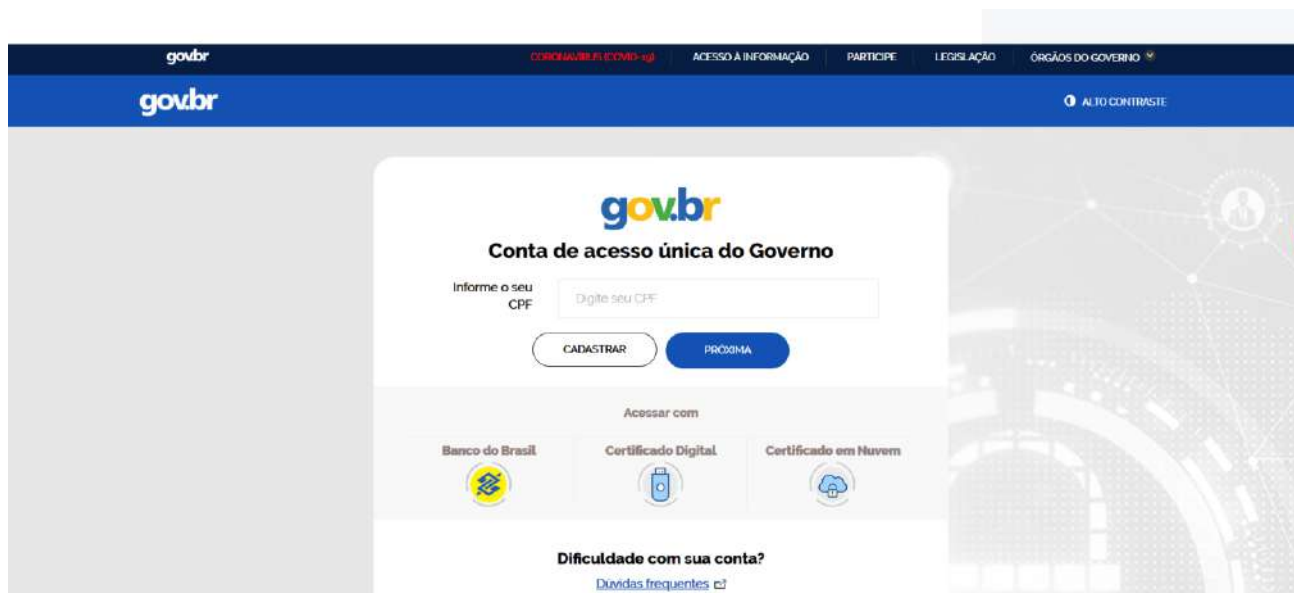 gov.br CORONAVÍRUS (COVID-19) ACESSO À INFORMAÇÃO PARTICIPE LEGISLAÇÃO ÓRGÃOS DO GOVERNO
gov.br ALTO CONTRASTE
gov.br
Conta de acesso única do Governo
Informe o seu
CPF
Digite seu CPF
CADASTRAR PRÓXIMA
Acessar com
Banco do Brasil Certificado Digital Certificado em Nuvem
Dificuldade com sua conta?
Dúvidas frequentes